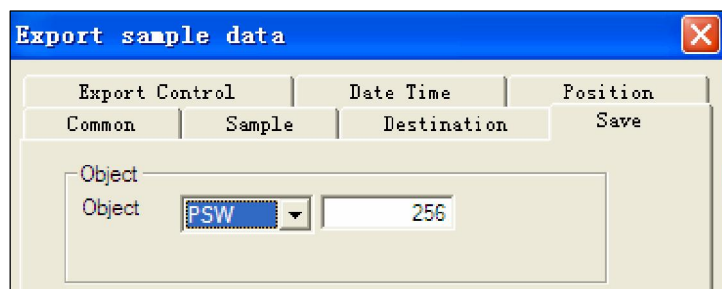 Export sample data
Export Control Date Time Position
Common Sample Destination Save
Object
Object PSW 256